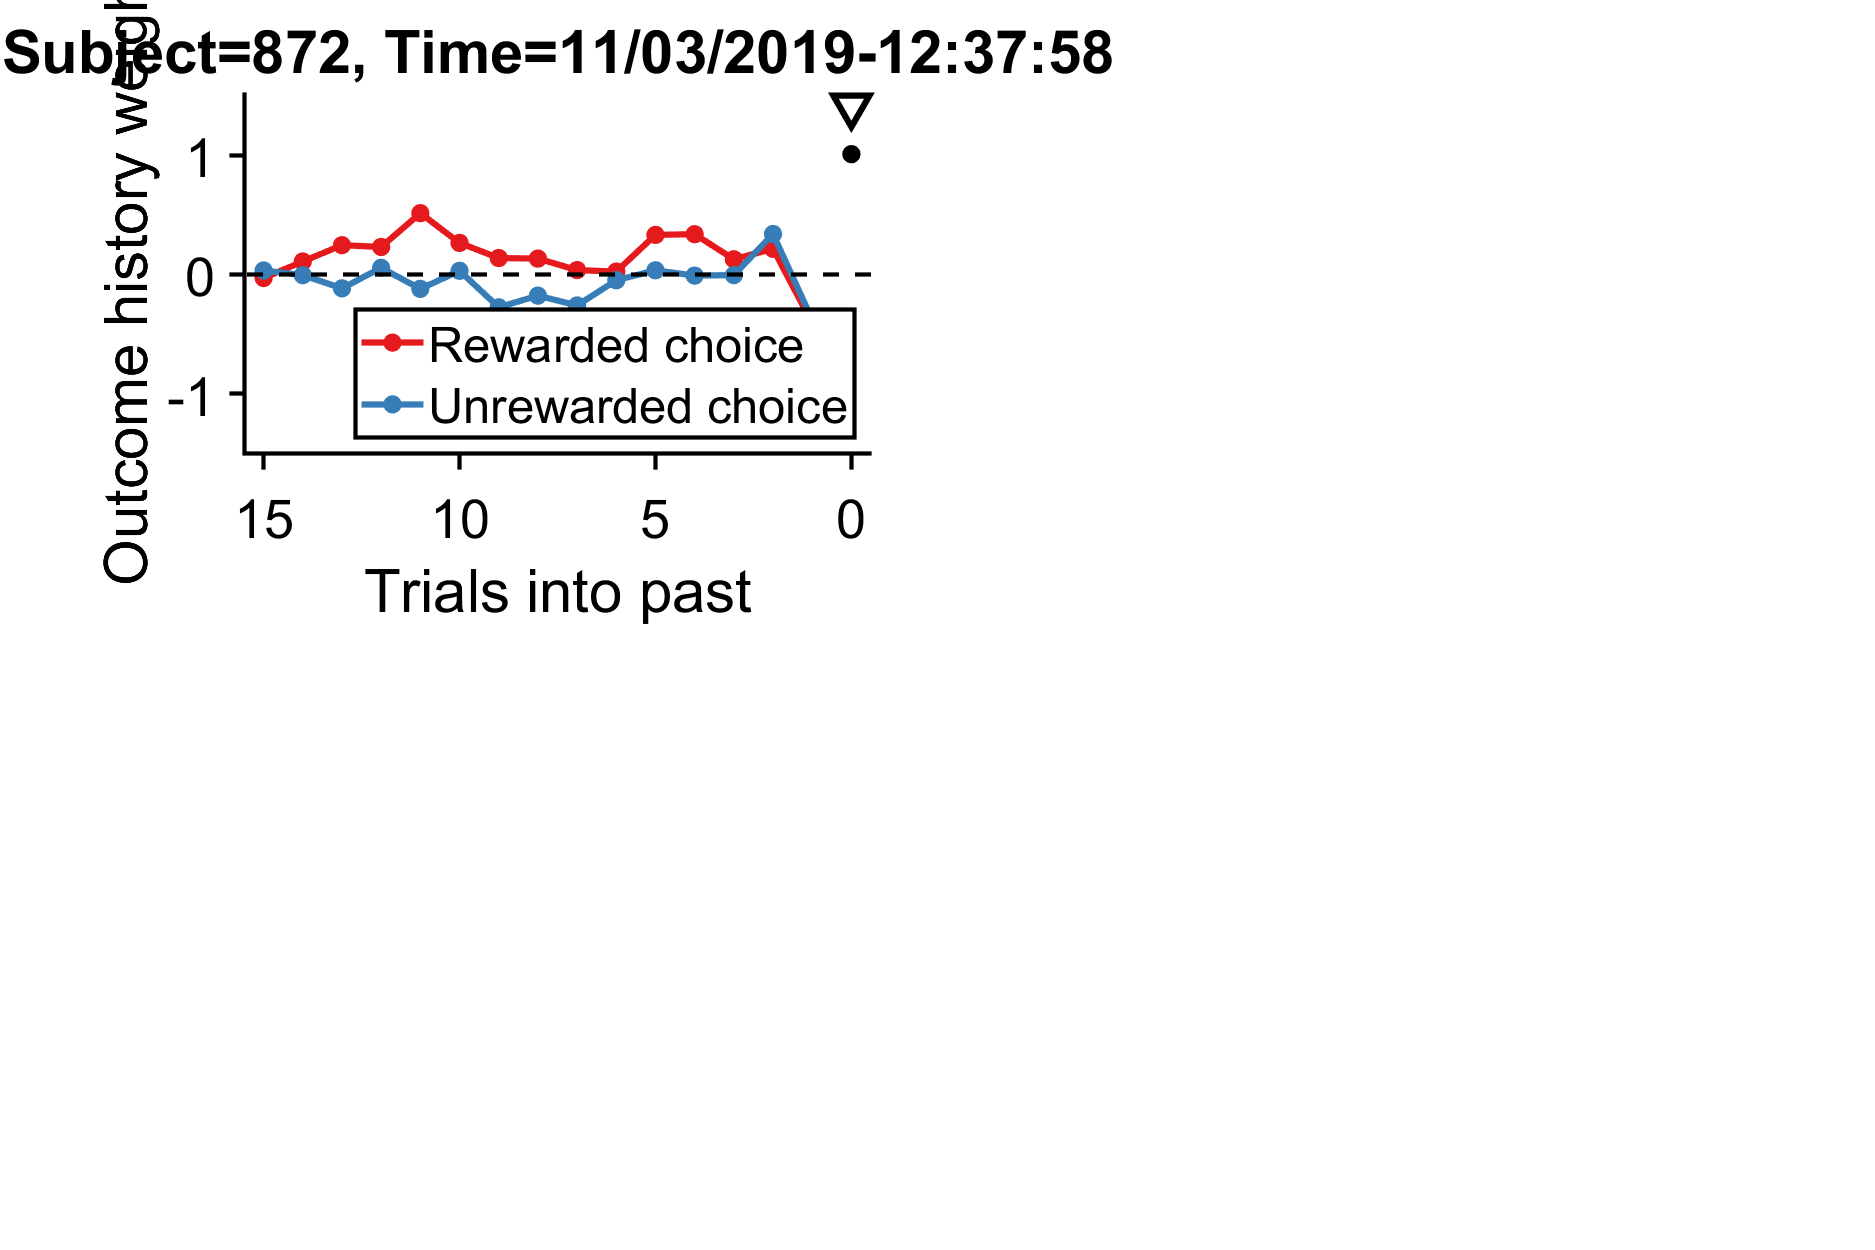 Subject=872, Time=11/03/2019-12:37:58
Outcome history weigh
1
0
-1
Rewarded choice
Unrewarded choice
15 10 5 0
Trials into past